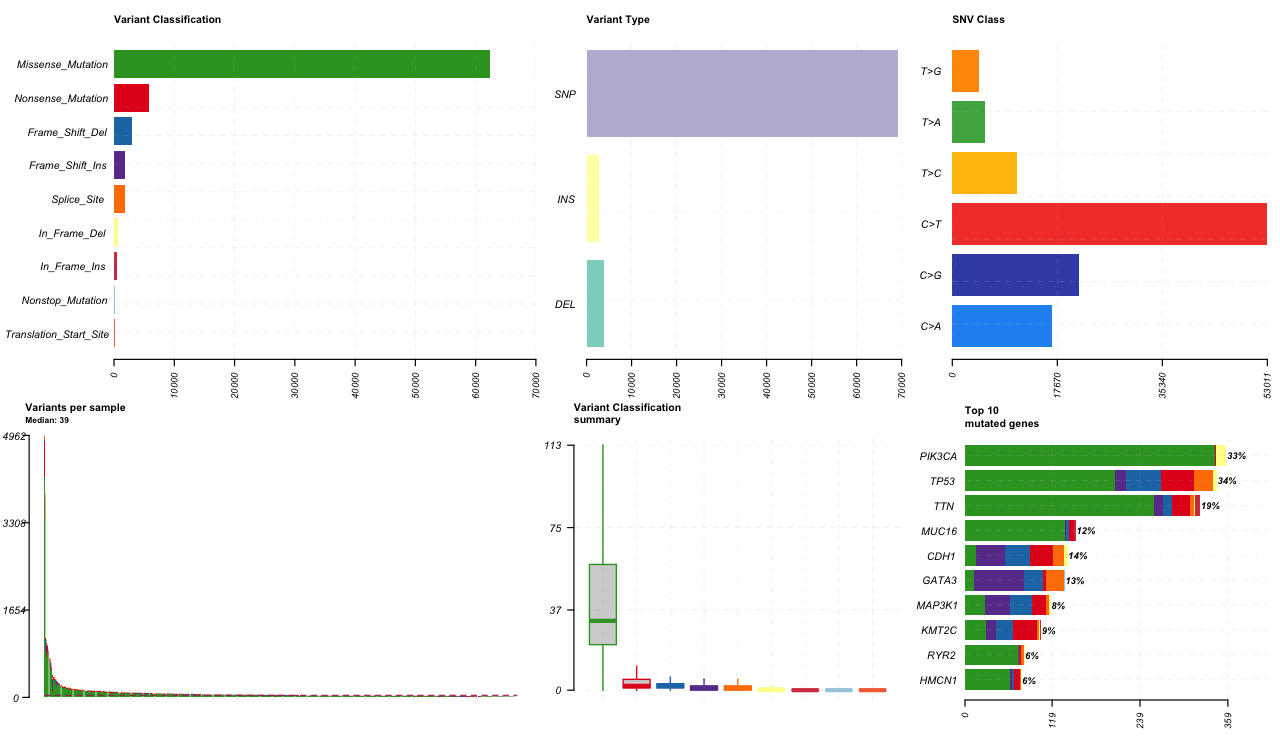 Variant Classification
Missense_Mutation
Nonsense_Mutation
Frame_Shift_Del
Frame_Shift_Ins
Splice_Site
In_Frame_Del
In_Frame_Ins
Nonstop_Mutation
Translation_Start_Site
0 10000 20000 30000 40000 50000 60000 70000
Variant Type
SNP
INS
DEL
0 10000 20000 30000 40000 50000 60000 70000
SNV Class
T>G
T>A
T>C
C>T
C>G
C>A
0 17670 35340 53011
Variants per sample
Median: 39
4962
3308
1654
0
Variant Classification
summary
113
75
37
0
Top 10
mutated genes
PIK3CA 33%
TP53 34%
TTN 19%
MUC16 12%
CDH1 14%
GATA3 13%
MAP3K1 8%
KMT2C 9%
RYR2 6%
HMCN1 6%
0 119 239 359